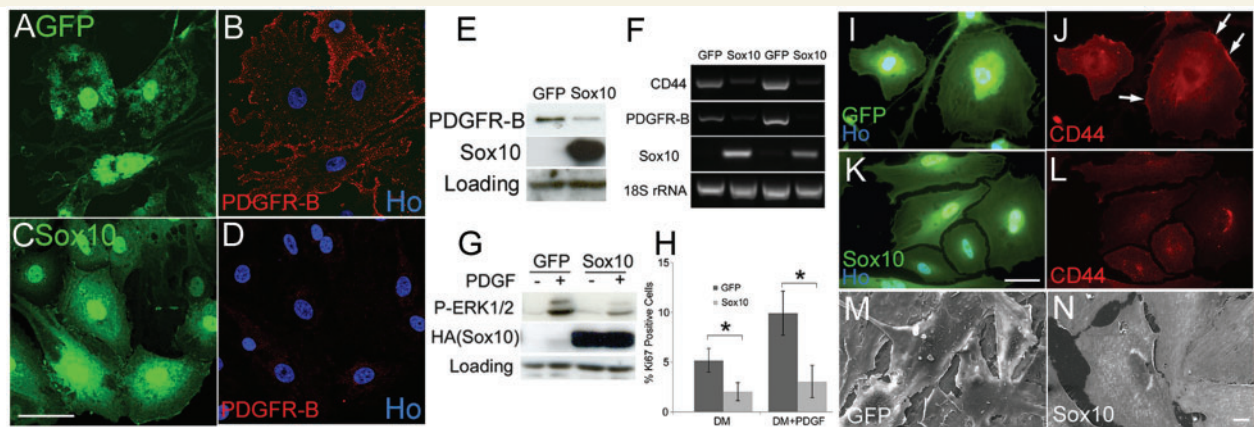 A GFP
B
PDGFR-B Ho
C Sox10
D
PDGFR-B Ho
E
GFP Sox10
PDGFR-B
Sox10
Loading
F
GFP Sox10 GFP Sox10
CD44
PDGFR-B
Sox10
18S rRNA
G
GFP Sox10
PDGF - + - +
P-ERK1/2
HA(Sox10)
Loading
H
% Ki67 Positive Cells
15
10
5
0
GFP
Sox10
*
*
DM DM+PDGF
I
GFP
Ho
J
CD44
K
Sox10
Ho
L
CD44
M
GFP
N
Sox10